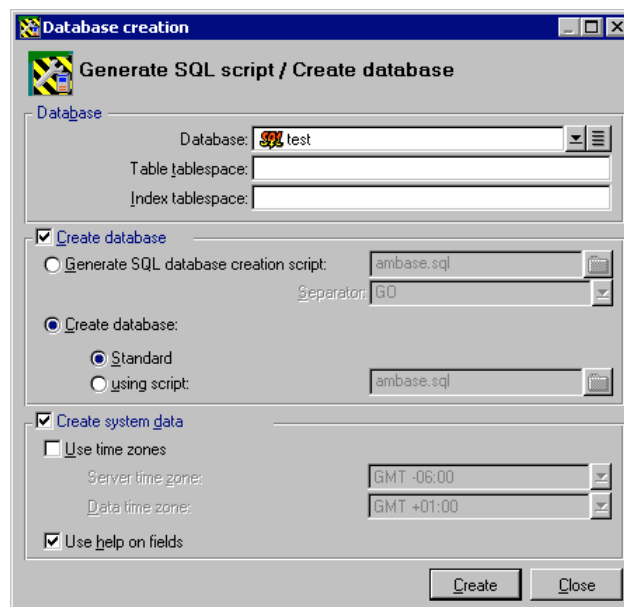 Database creation
Generate SQL script / Create database
Database
Database: SQL test
Table tablespace:
Index tablespace:
Create database
Generate SQL database creation script: ambase.sql
Separator: GO
Create database:
Standard
using script: ambase.sql
Create system data
Use time zones
Server time zone: GMT -06:00
Data time zone: GMT +01:00
Use help on fields
Create Close